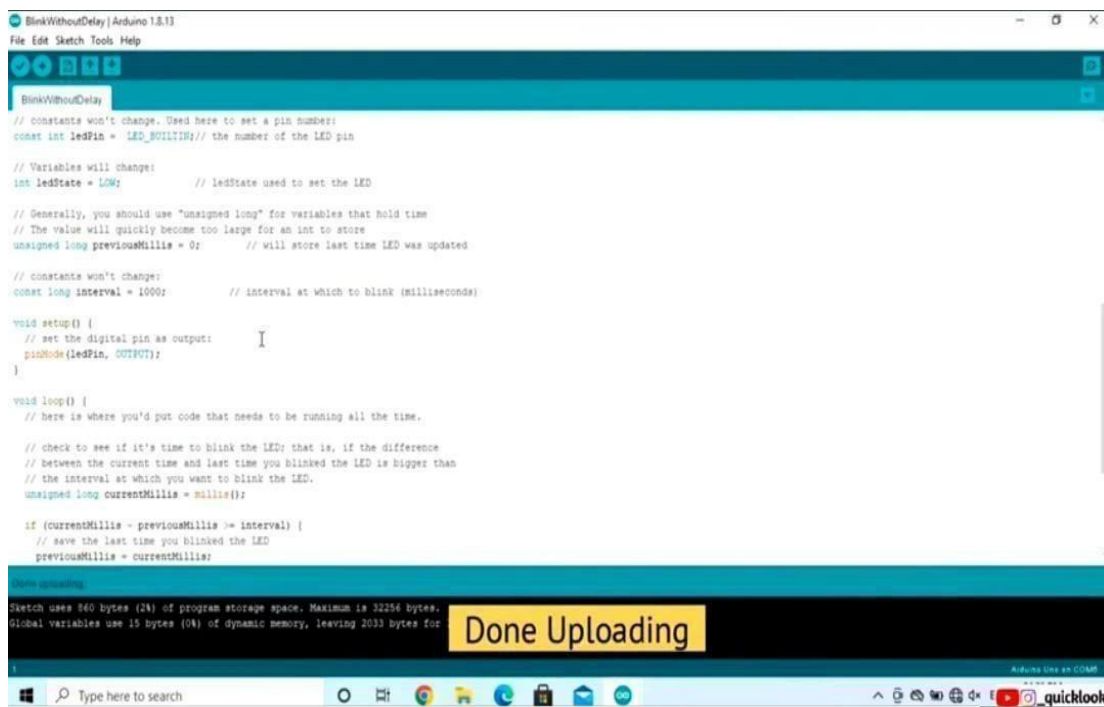 BlinkWithoutDelay | Arduino 1.8.13
File Edit Sketch Tools Help
BlinkWithoutDelay
// constants won't change. Used here to set a pin number:
const int ledPin = LED_BUILTIN;// the number of the LED pin
// Variables will change:
int ledState = LOW; // ledState used to set the LED
// Generally, you should use "unsigned long" for variables that hold time
// The value will quickly become too large for an int to store
unsigned long previousMillis = 0; // will store last time LED was updated
// constants won't change:
const long interval = 1000; // interval at which to blink (milliseconds)
void setup() {
// set the digital pin as output:
pinMode(ledPin, OUTPUT);
}
void loop() {
// here is where you'd put code that needs to be running all the time.
// check to see if it's time to blink the LED; that is, if the difference
// between the current time and last time you blinked the LED is bigger than
// the interval at which you want to blink the LED.
unsigned long currentMillis = millis();
if (currentMillis - previousMillis >= interval) {
// save the last time you blinked the LED
previousMillis = currentMillis;
Done uploading.
Sketch uses 860 bytes (2%) of program storage space. Maximum is 32256 bytes.
Global variables use 15 bytes (0%) of dynamic memory, leaving 2033 bytes for
Done Uploading
1
Arduino Uno on COM6
Type here to search
_quicklook